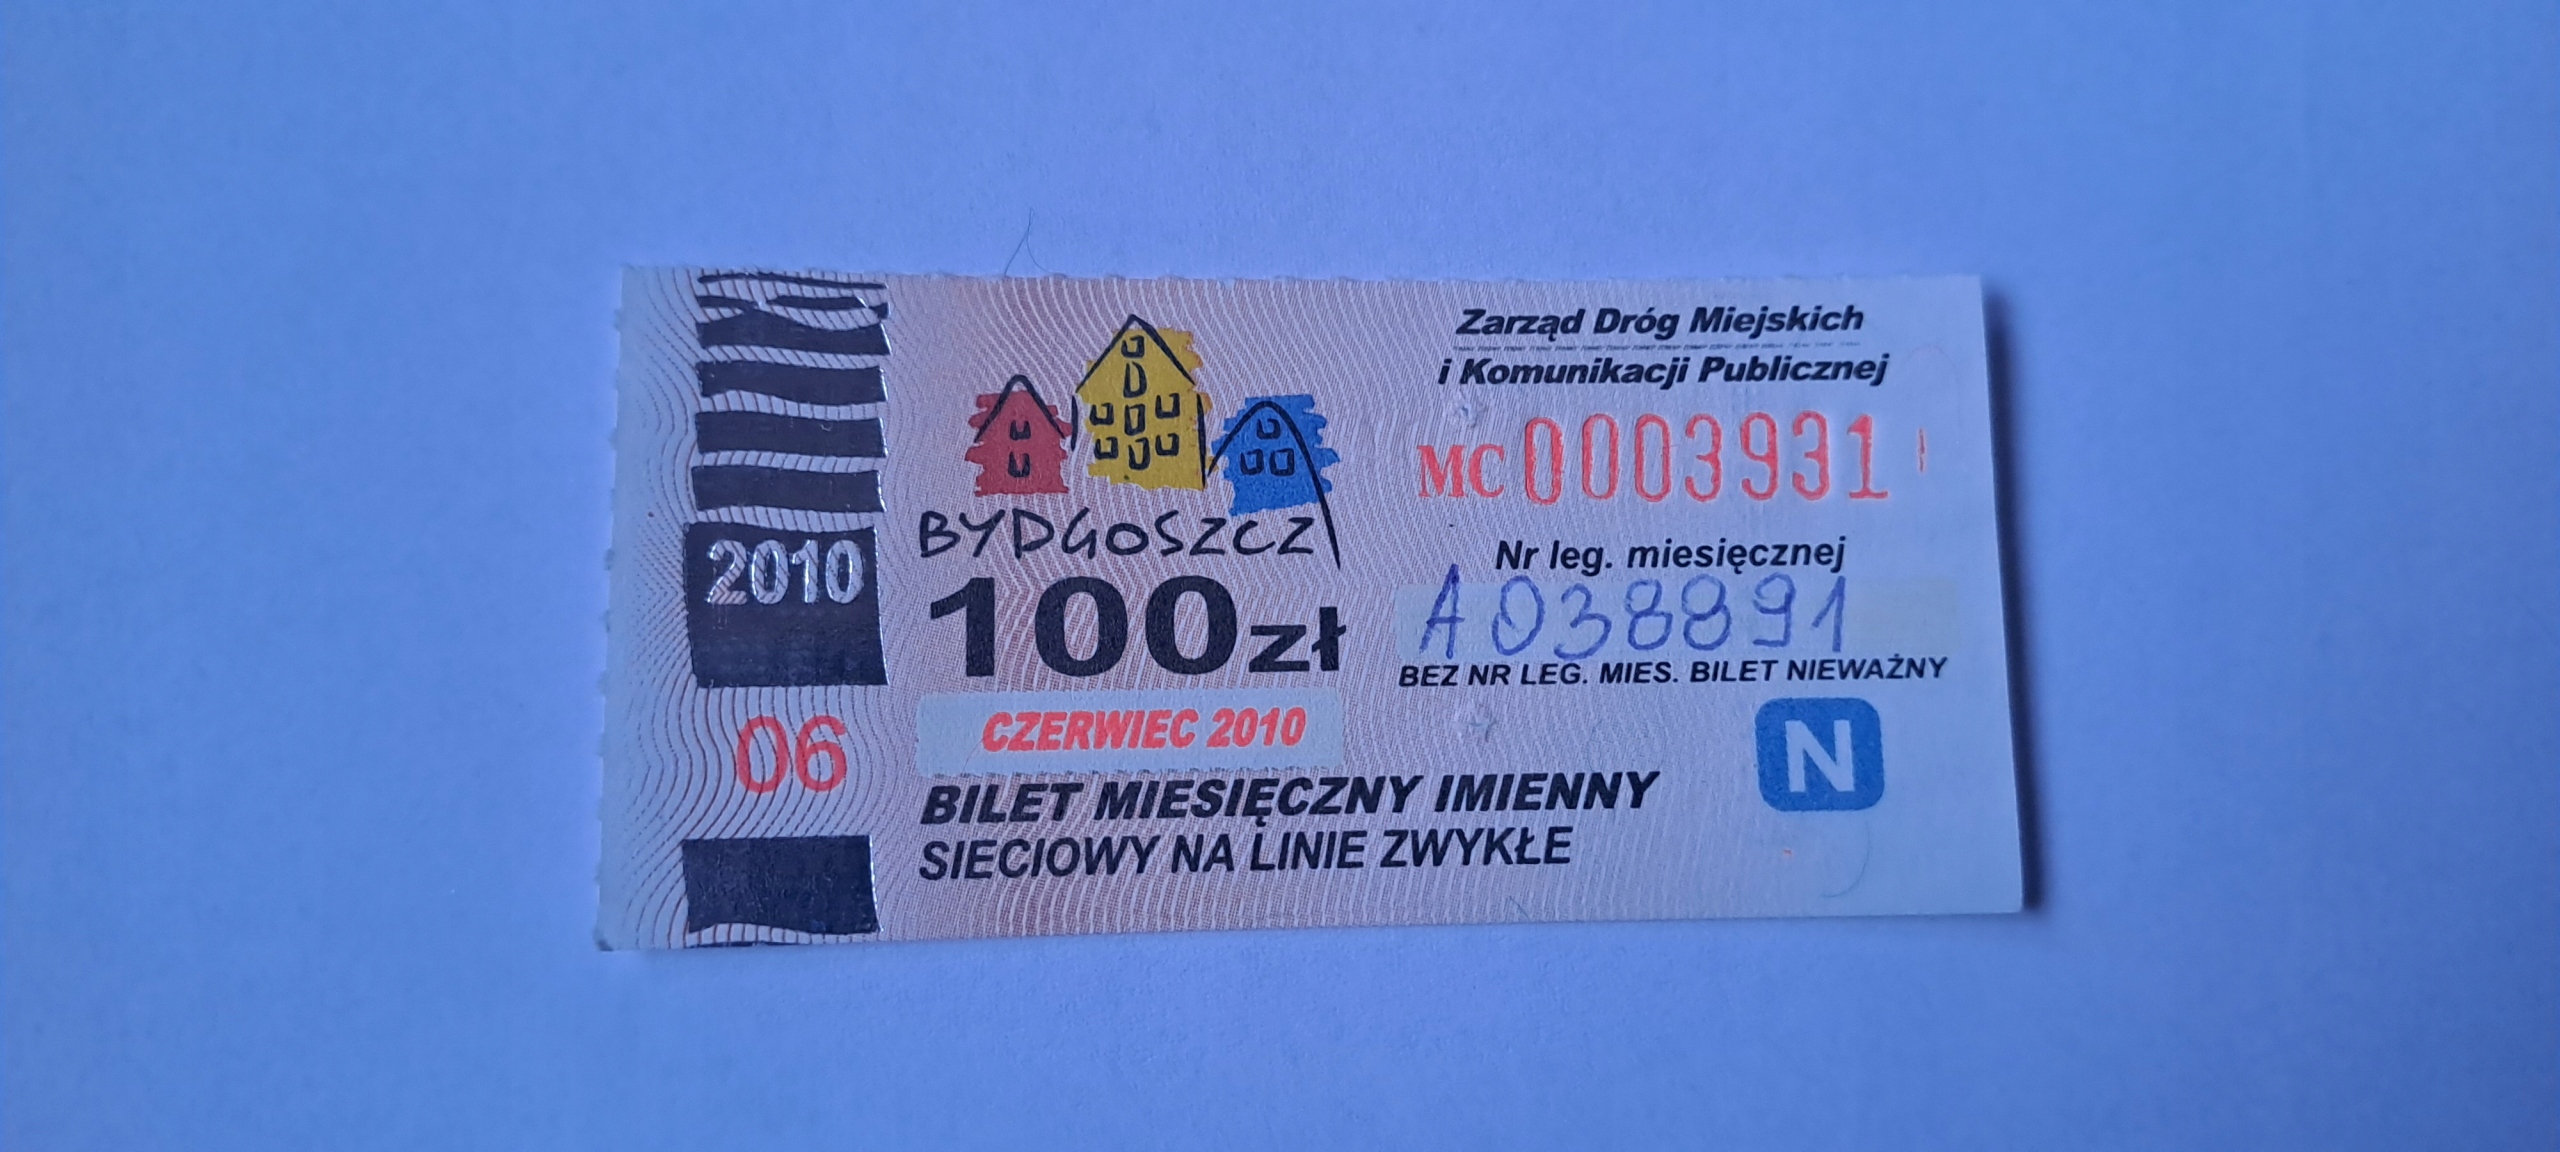 2010
06
BYDGOSZCZ
100zł
CZERWIEC 2010
BILET MIESIĘCZNY IMIENNY
SIECIOWY NA LINIE ZWYKŁE
Zarząd Dróg Miejskich
i Komunikacji Publicznej
MC 0003931
Nr leg. miesięcznej
A038891
BEZ NR LEG. MIES. BILET NIEWAŻNY
N